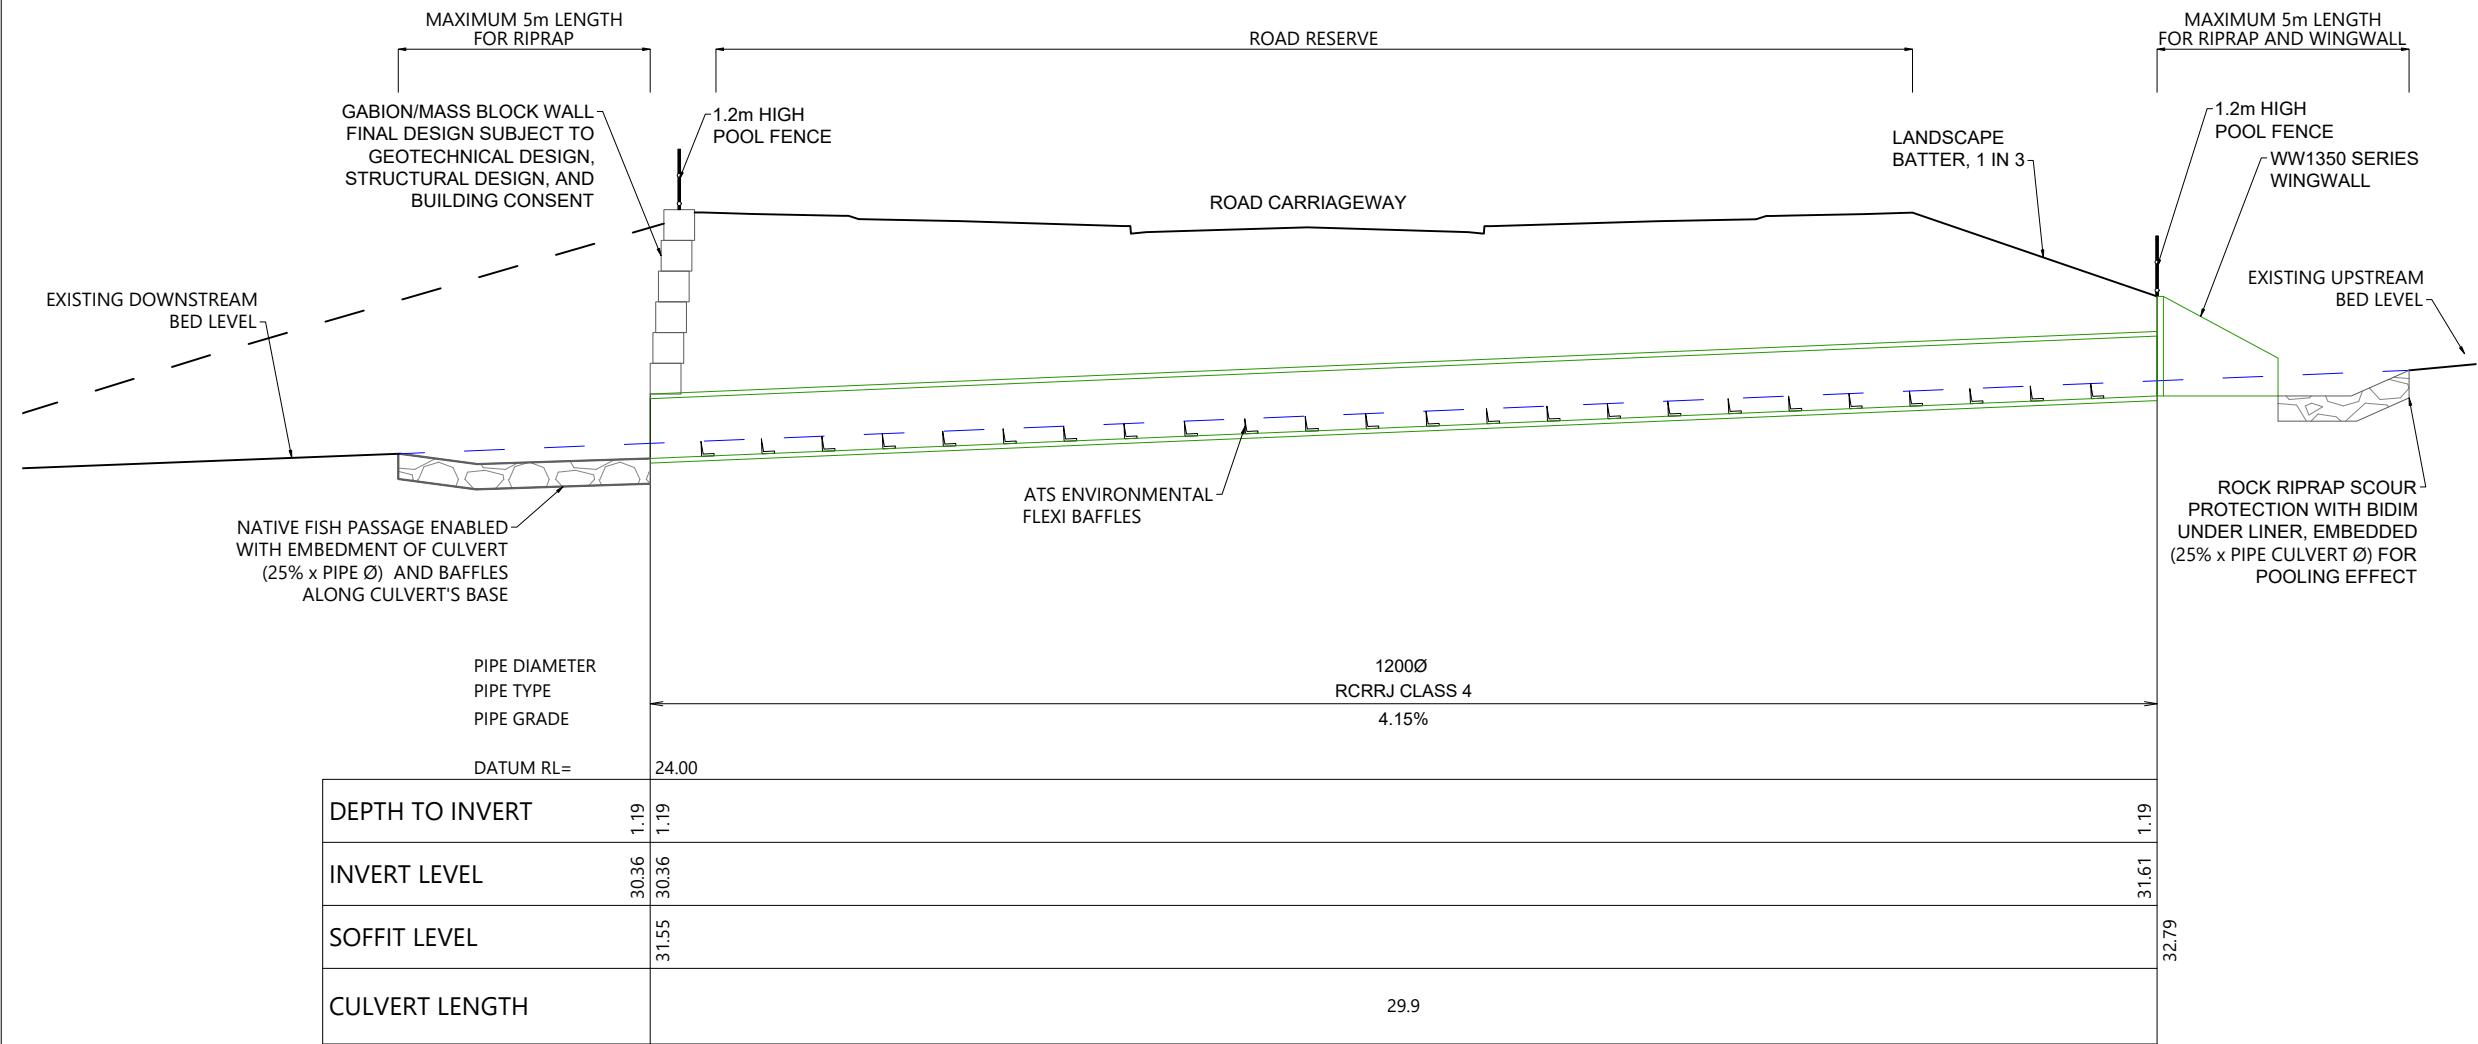 MAXIMUM 5m LENGTH
FOR RIPRAP
ROAD RESERVE
MAXIMUM 5m LENGTH
FOR RIPRAP AND WINGWALL
GABION/MASS BLOCK WALL
FINAL DESIGN SUBJECT TO
GEOTECHNICAL DESIGN,
STRUCTURAL DESIGN, AND
BUILDING CONSENT
1.2m HIGH
POOL FENCE
LANDSCAPE
BATTER, 1 IN 3
1.2m HIGH
POOL FENCE
WW1350 SERIES
WINGWALL
ROAD CARRIAGEWAY
EXISTING DOWNSTREAM
BED LEVEL
EXISTING UPSTREAM
BED LEVEL
NATIVE FISH PASSAGE ENABLED
WITH EMBEDMENT OF CULVERT
(25% x PIPE Ø) AND BAFFLES
ALONG CULVERT'S BASE
ATS ENVIRONMENTAL
FLEXI BAFFLES
ROCK RIPRAP SCOUR
PROTECTION WITH BIDIM
UNDER LINER, EMBEDDED
(25% x PIPE CULVERT Ø) FOR
POOLING EFFECT
PIPE DIAMETER 1200Ø
PIPE TYPE RCRRJ CLASS 4
PIPE GRADE 4.15%
DATUM RL= 24.00
DEPTH TO INVERT 1.19 1.19 1.19
INVERT LEVEL 30.36 30.36 31.61
SOFFIT LEVEL 31.55 32.79
CULVERT LENGTH 29.9